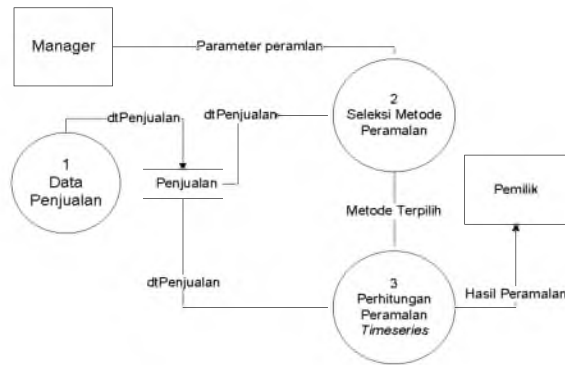 Manager
Parameter peramlan
2
Seleksi Metode
Peramalan
dtPenjualan
dtPenjualan
1
Data
Penjualan
Penjualan
Pemilik
Metode Terpilih
dtPenjualan
3
Perhitungan
Peramalan
Timeseries
Hasil Peramalan